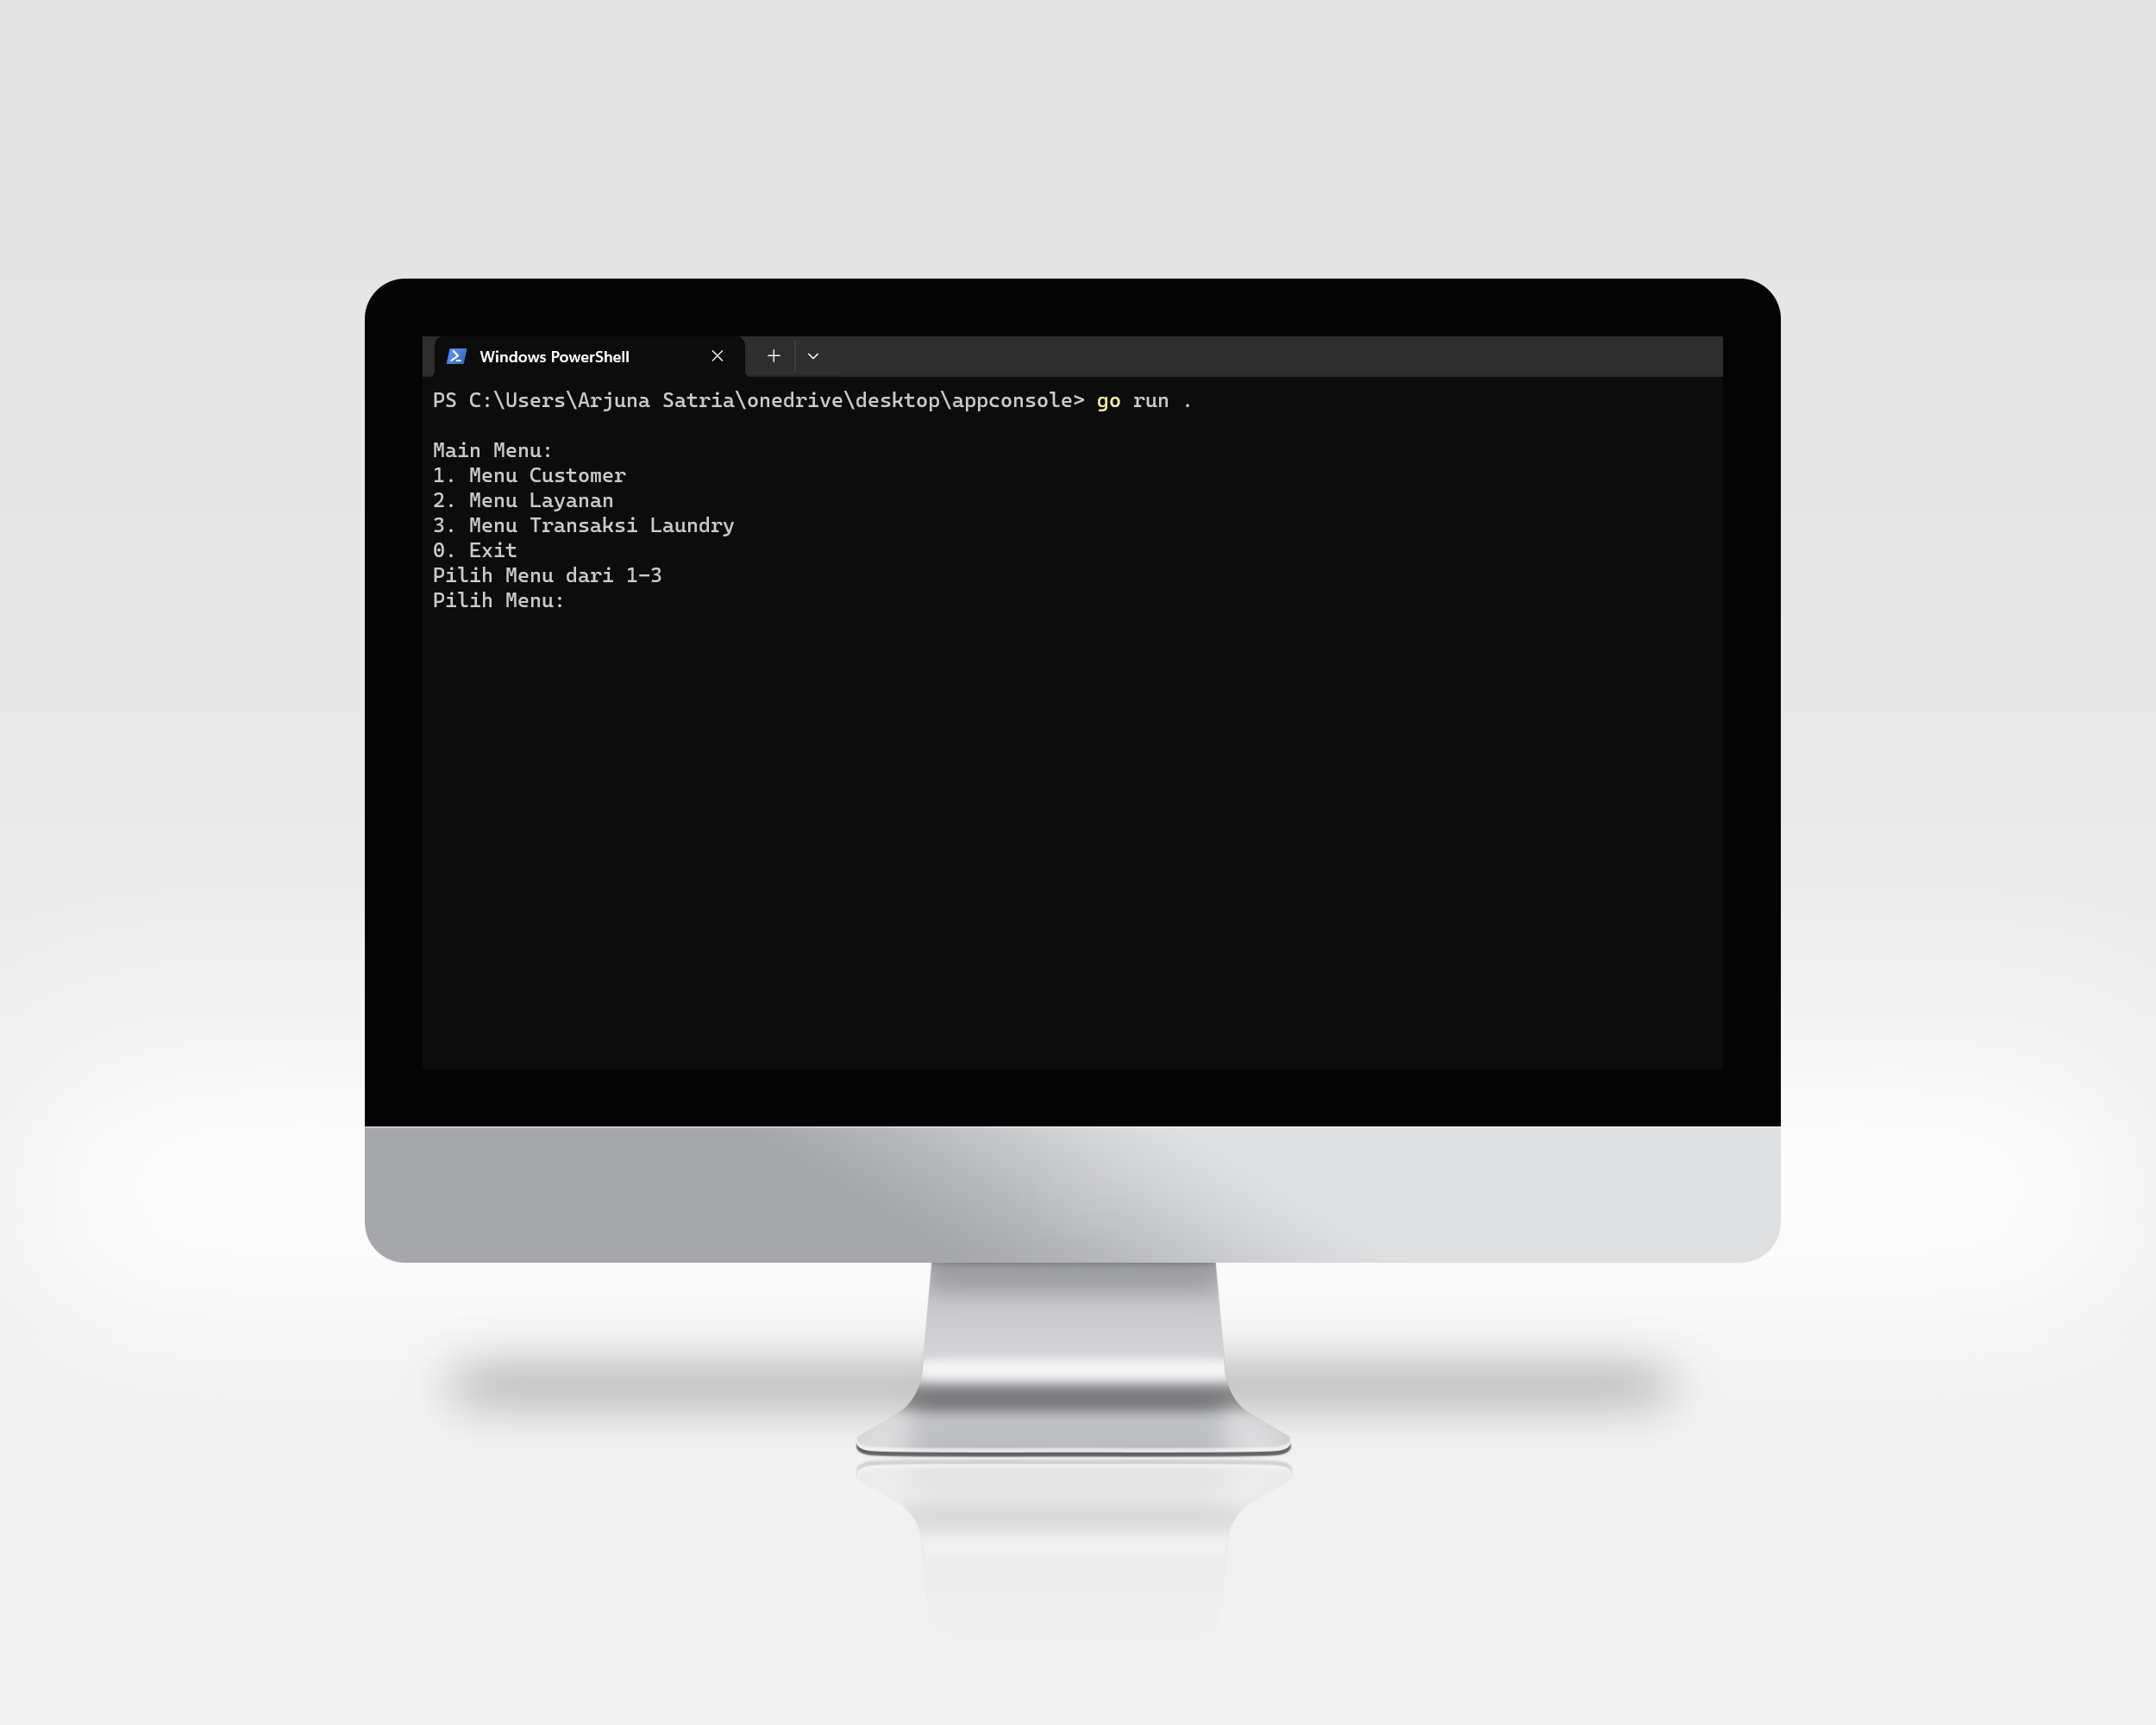 Windows PowerShell
PS C:\Users\Arjuna Satria\onedrive\desktop\appconsole> go run .
Main Menu:
1. Menu Customer
2. Menu Layanan
3. Menu Transaksi Laundry
0. Exit
Pilih Menu dari 1-3
Pilih Menu: